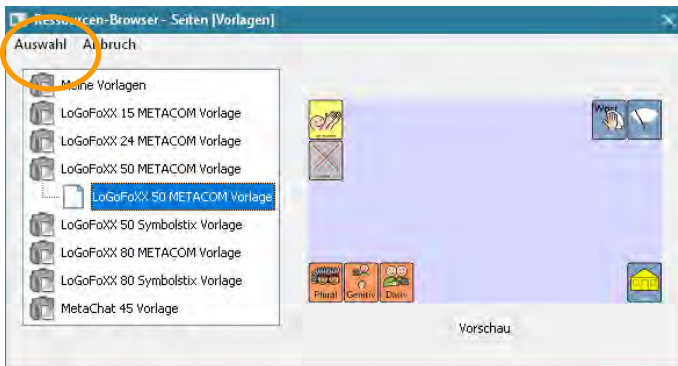 Ressourcen-Browser - Seiten [Vorlagen]
Auswahl Abbruch
Meine Vorlagen
LoGoFoXX 15 METACOM Vorlage
LoGoFoXX 24 METACOM Vorlage
LoGoFoXX 50 METACOM Vorlage
LoGoFoXX 50 METACOM Vorlage
LoGoFoXX 50 Symbolstix Vorlage
LoGoFoXX 80 METACOM Vorlage
LoGoFoXX 80 Symbolstix Vorlage
MetaChat 45 Vorlage
Wort
Plural Genitiv Dativ
Vorschau